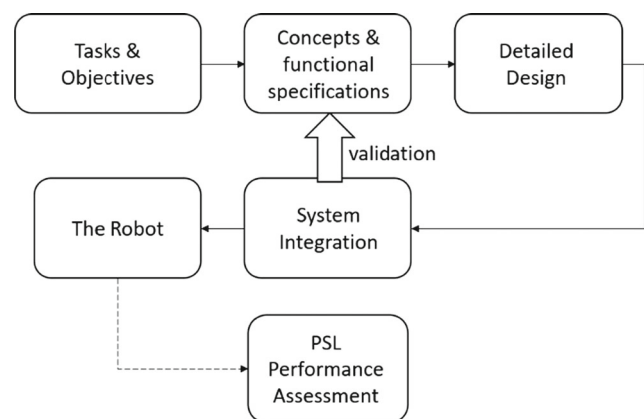 Tasks &
Objectives
Concepts &
functional
specifications
Detailed
Design
validation
The Robot
System
Integration
PSL
Performance
Assessment